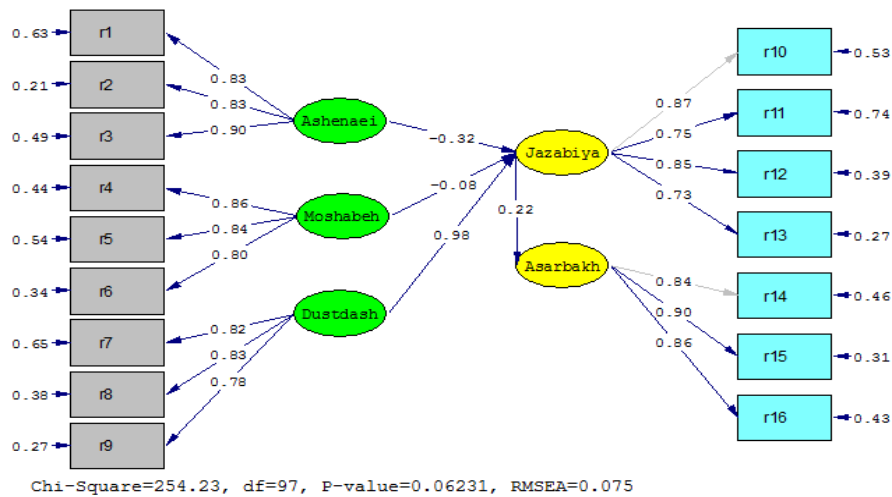 0.63 r1
0.21 r2
0.49 r3
0.44 r4
0.54 r5
0.34 r6
0.65 r7
0.38 r8
0.27 r9
0.83
0.83
0.90
0.86
0.84
0.80
0.82
0.83
0.78
Ashenaei
Moshabeh
Dustdash
-0.32
-0.08
0.98
Jazabiya
0.22
Asarbakh
0.87
0.75
0.85
0.73
0.84
0.90
0.86
r10 0.53
r11 0.74
r12 0.39
r13 0.27
r14 0.46
r15 0.31
r16 0.43
Chi-Square=254.23, df=97, P-value=0.06231, RMSEA=0.075